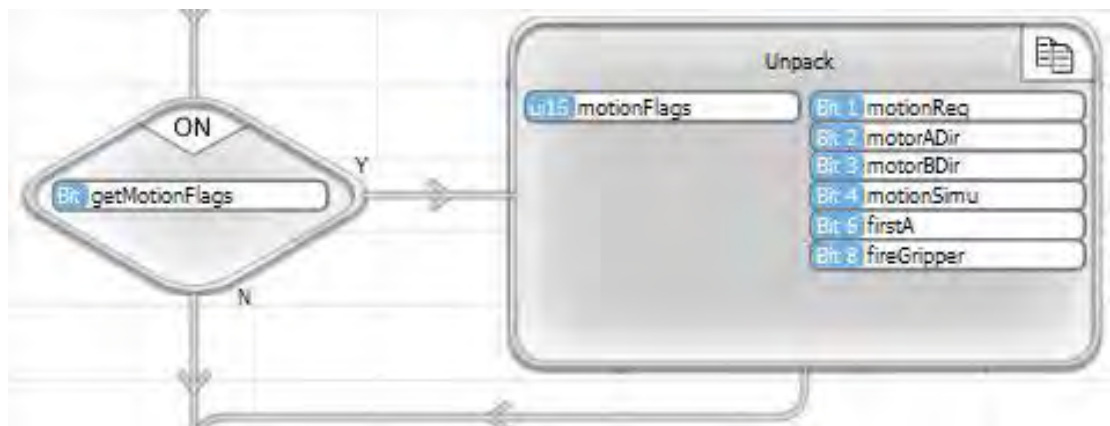 Unpack
ON
ui16 motionFlags
Bit 1 motionReq
Bit 2 motorADir
Bit 3 motorBDir
Bit 4 motionSimu
Bit 6 firstA
Bit 8 fireGripper
Y
Bit getMotionFlags
N